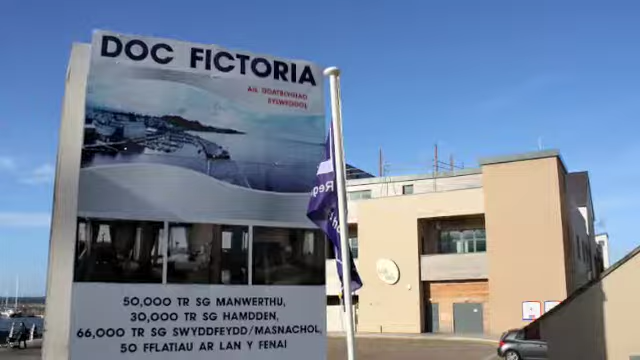 DOC FICTORIA
AIL DDATBLYGIAD
SYLWEDDOL
50,000 TR SG MANWERTHU,
30,000 TR SG HAMDDEN,
66,000 TR SG SWYDDFEYDD/MASNACHOL,
50 FFLATIAU AR LAN Y FENAI